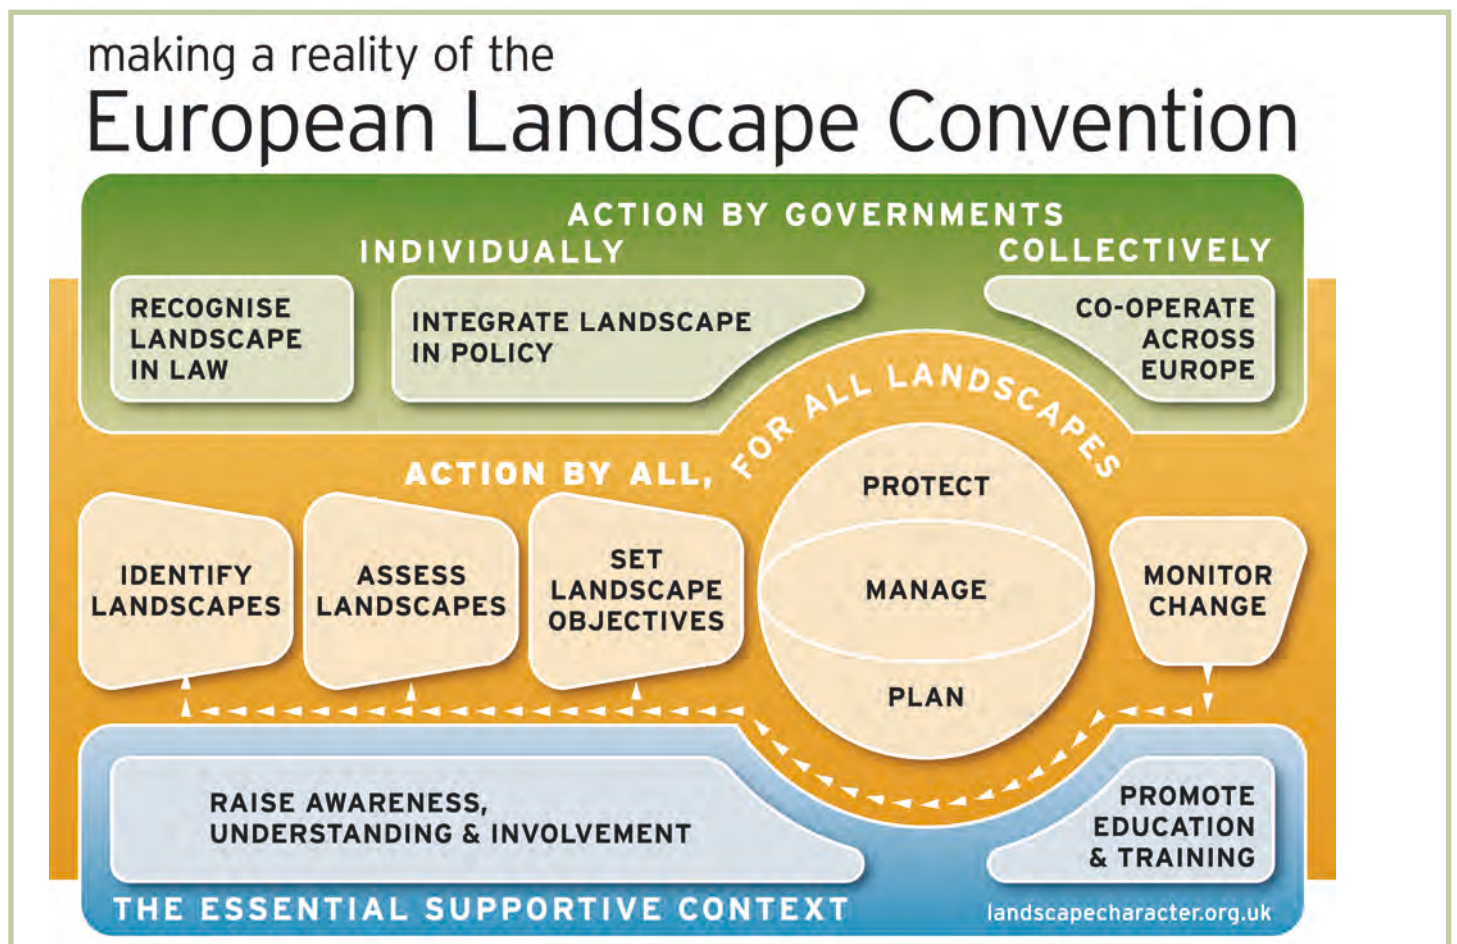 making a reality of the
European Landscape Convention
ACTION BY GOVERNMENTS
INDIVIDUALLY
COLLECTIVELY
RECOGNISE
LANDSCAPE
IN LAW
INTEGRATE LANDSCAPE
IN POLICY
CO-OPERATE
ACROSS
EUROPE
ACTION BY ALL,
FOR ALL LANDSCAPES
IDENTIFY
LANDSCAPES
ASSESS
LANDSCAPES
SET
LANDSCAPE
OBJECTIVES
PROTECT
MANAGE
PLAN
MONITOR
CHANGE
RAISE AWARENESS,
UNDERSTANDING & INVOLVEMENT
PROMOTE
EDUCATION
& TRAINING
THE ESSENTIAL SUPPORTIVE CONTEXT
landscapecharacter.org.uk